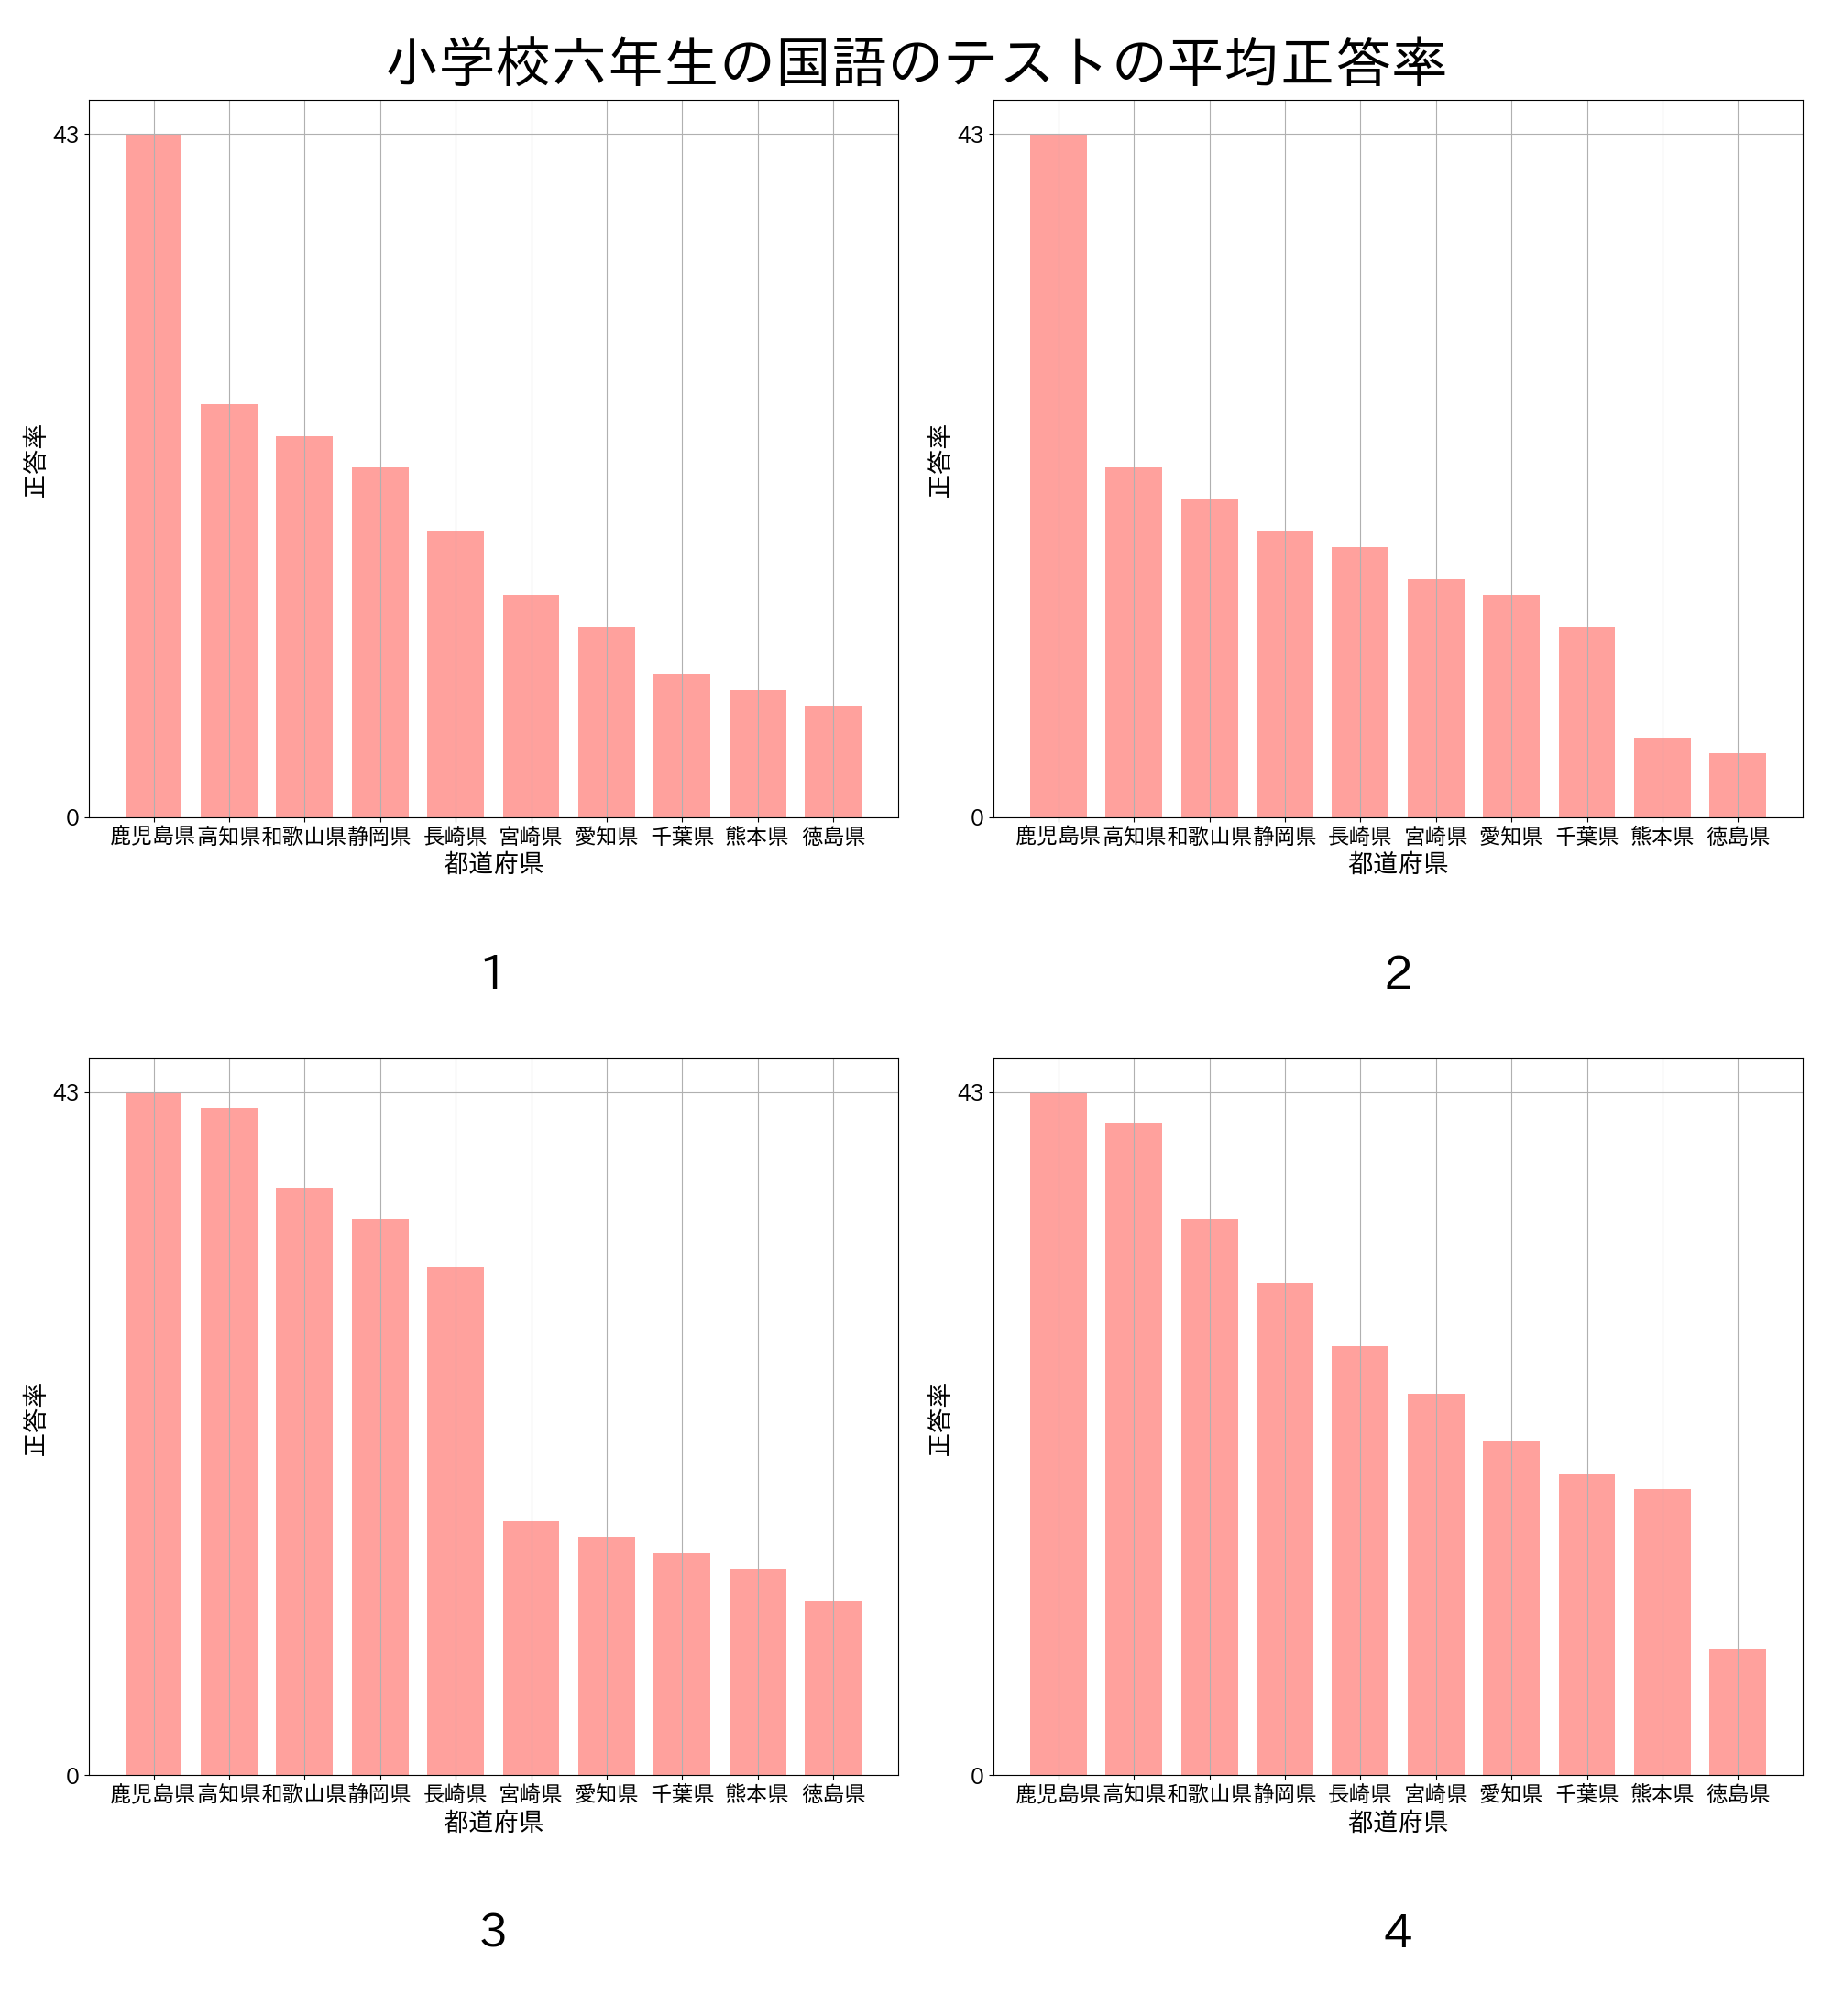 小学校六年生の国語のテストの平均正答率
43
正答率
0
鹿児島県 高知県 和歌山県 静岡県 長崎県 宮崎県 愛知県 千葉県 熊本県 徳島県
都道府県
1
43
正答率
0
鹿児島県 高知県 和歌山県 静岡県 長崎県 宮崎県 愛知県 千葉県 熊本県 徳島県
都道府県
2
43
正答率
0
鹿児島県 高知県 和歌山県 静岡県 長崎県 宮崎県 愛知県 千葉県 熊本県 徳島県
都道府県
3
43
正答率
0
鹿児島県 高知県 和歌山県 静岡県 長崎県 宮崎県 愛知県 千葉県 熊本県 徳島県
都道府県
4